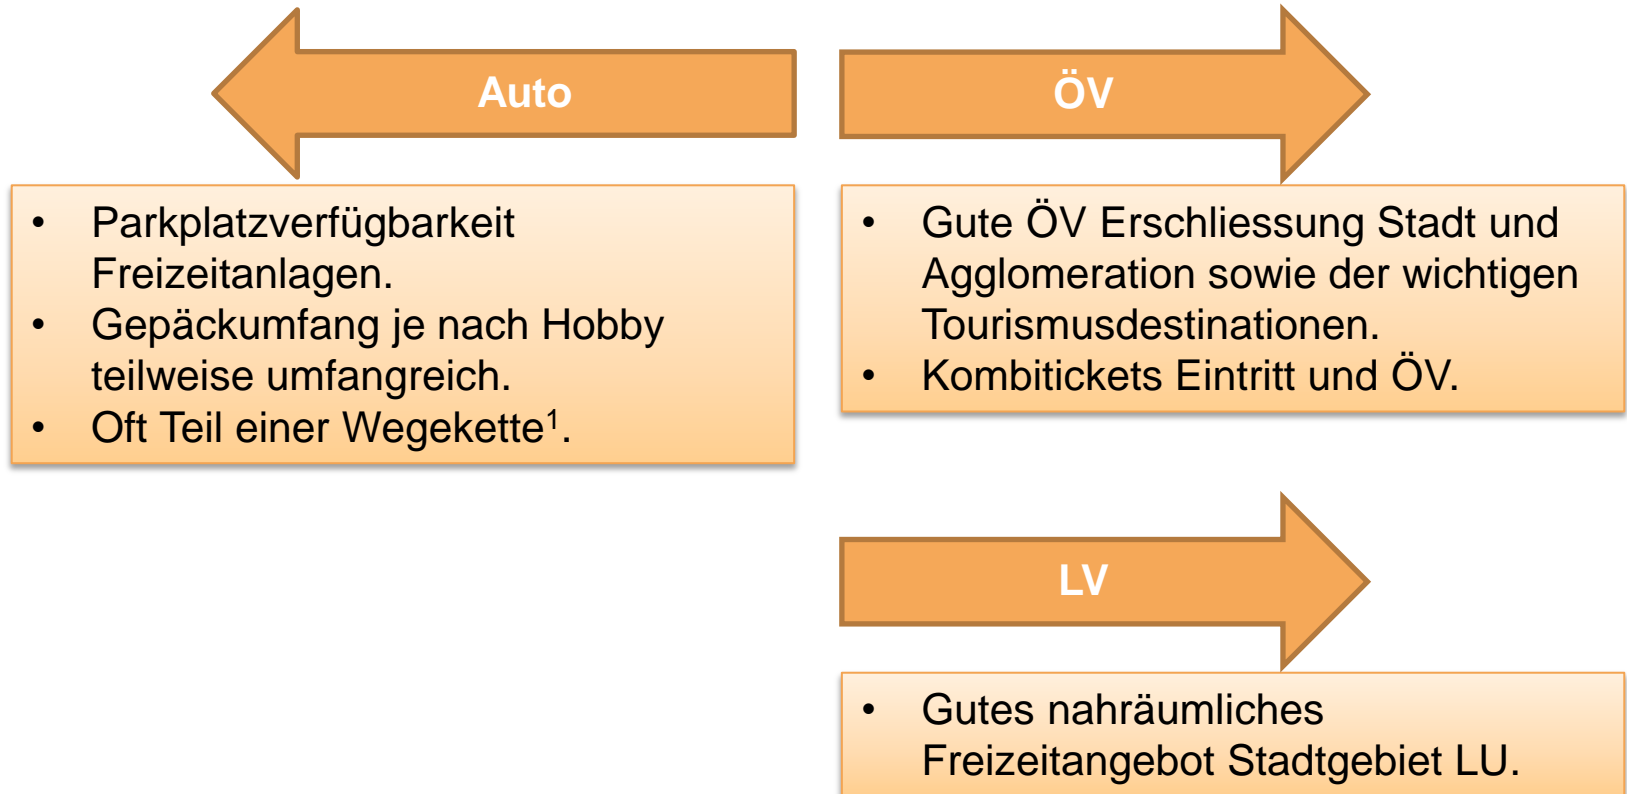 Auto
• Parkplatzverfügbarkeit
Freizeitanlagen.
• Gepäckumfang je nach Hobby
teilweise umfangreich.
• Oft Teil einer Wegekette¹.
ÖV
• Gute ÖV Erschliessung Stadt und
Agglomeration sowie der wichtigen
Tourismusdestinationen.
• Kombitickets Eintritt und ÖV.
LV
• Gutes nahräumliches
Freizeitangebot Stadtgebiet LU.